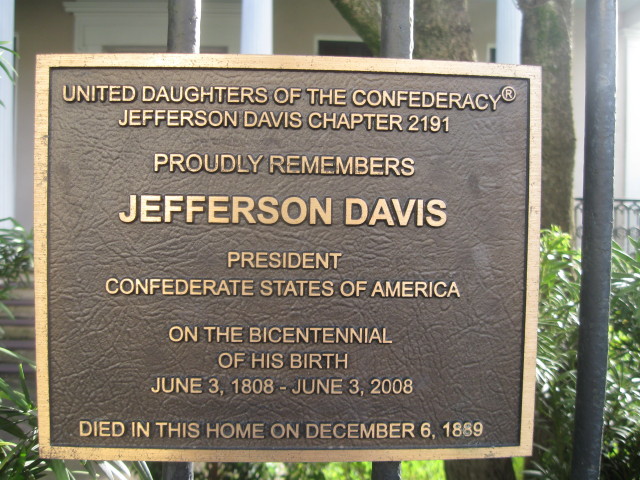 UNITED DAUGHTERS OF THE CONFEDERACY®
JEFFERSON DAVIS CHAPTER 2191
PROUDLY REMEMBERS
JEFFERSON DAVIS
PRESIDENT
CONFEDERATE STATES OF AMERICA
ON THE BICENTENNIAL
OF HIS BIRTH
JUNE 3, 1808 - JUNE 3, 2008
DIED IN THIS HOME ON DECEMBER 6, 1889